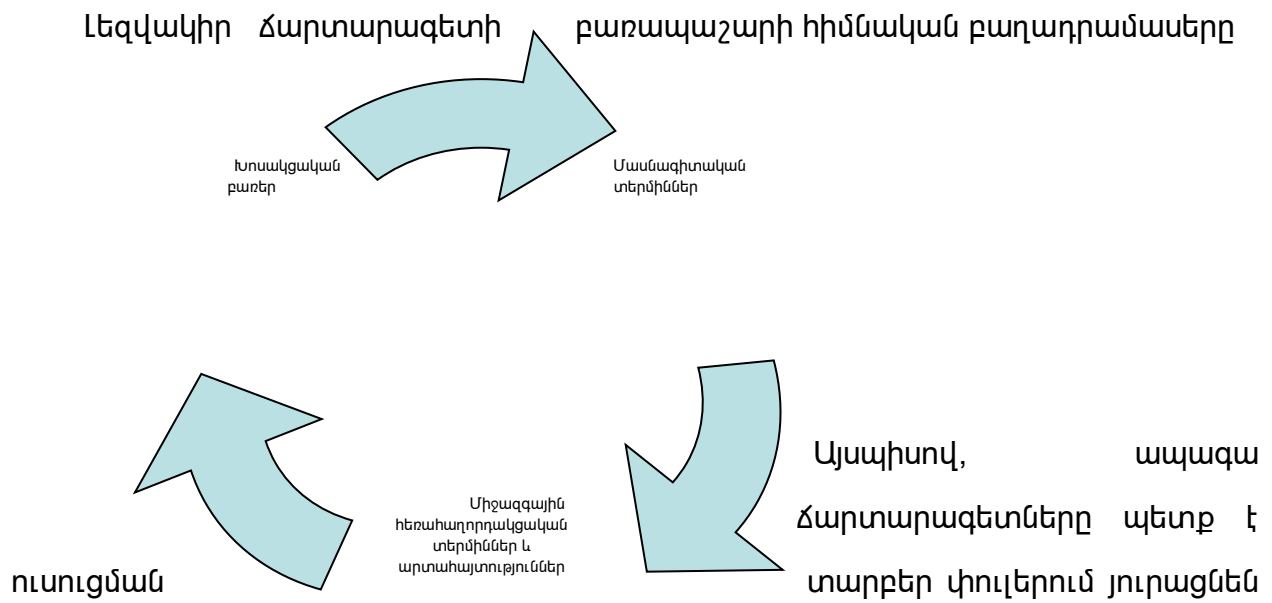 Լեզվակիր Ճարտարագետի բառապաշարի հիմնական բաղադրամասերը
Խոսակցական
բառեր
Մասնագիտական
տերմիններ
Միջազգային
հեռահաղորդակցական
տերմիններ և
արտահայտություններ
Այսպիսով, ապագա
Ճարտարագետները պետք է
ուսուցման տարբեր փուլերում յուրացնեն